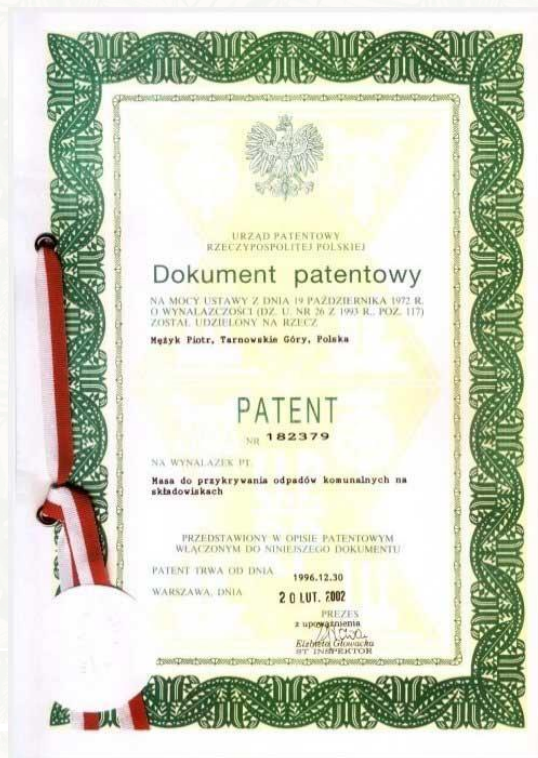 URZĄD PATENTOWY
RZECZYPOSPOLITEJ POLSKIEJ
Dokument patentowy
NA MOCY USTAWY Z DNIA 19 PAŹDZIERNIKA 1972 R.
O WYNALAZCZOŚCI (DZ. U. NR 26 Z 1993 R., POZ. 117)
ZOSTAŁ UDZIELONY NA RZECZ
Mężyk Piotr, Tarnowskie Góry, Polska
PATENT
NR 182379
NA WYNALAZEK PT.
Masa do przykrywania odpadów komunalnych na
składowiskach
PRZEDSTAWIONY W OPISIE PATENTOWYM
WŁĄCZONYM DO NINIEJSZEGO DOKUMENTU
PATENT TRWA OD DNIA 1996.12.30
WARSZAWA, DNIA 20 LUT. 2002
PREZES
z upoważnienia
Elżbieta Głowacka
ST INSPEKTOR